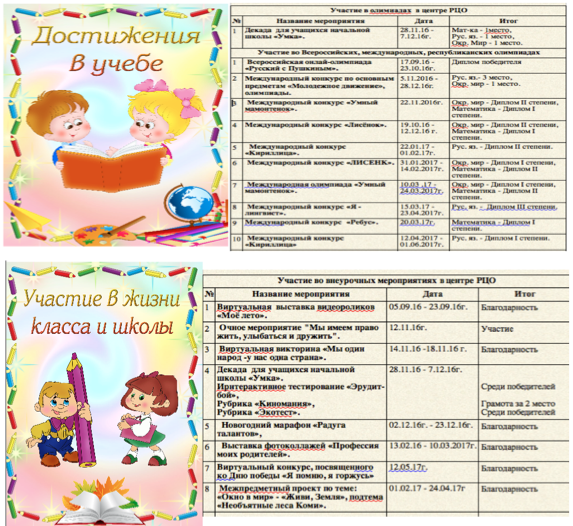 Достижения
В учебе
Участие в олимпиадах в центре РЦО
№ Название мероприятия Дата Итог
1 Декада для учащихся начальной школы «Умка». 28.11.16 - 7.12.16г. Мат-ка - 1место, Рус. яз. - 1 место, Окр. Мир - 1 место.
Участие во Всероссийских, международных, республиканских олимпиадах
1 Всероссийская онлай-олимпиада «Русский с Пушкиным». 17.09.16 - 23.10.16г. Диплом победителя
2 Международный конкурс по основным предметам «Молодежное движение», олимпиады. 5.11.2016 - 28.12.16г. Рус.яз.- 3 место, Окр. мир - 1 место.
3 Международный конкурс «Умный мамонтенок». 22.11.2016г. Окр. мир - Диплом II степени, Математика - Диплом I степени.
4 Международный конкурс «Лисёнок». 19.10.16 - 12.12.16 г. Окр. мир - Диплом II степени, Математика - Диплом I степени.
5 Международный конкурс «Кириллица». 22.01.17 - 01.02.17г. Рус. яз. - Диплом II степени.
6 Международный конкурс «ЛИСЕНК». 31.01.2017 - 14.02.2017г. Окр. мир - Диплом I степени, Математика - Диплом II степени.
7 Международная олимпиада «Умный мамонтенок». 10.03 .17 - 24.03.2017г. Окр. мир - Диплом I степени, Математика - Диплом I степени.
8 Международный конкурс «Я - лингвист». 15.03.17 - 23.04.2017г. Рус. яз. - Диплом III степени.
9 Международный конкурс «Ребус». 20.03.17г. Математика - Диплом I степени.
10 Международный конкурс «Кириллица» 12.04.2017 - 01.06.2017г. Рус. яз. - Диплом I степени.
Участие В жизни
класса и школы
Участие во внеурочных мероприятиях в центре РЦО
№ Название мероприятия Дата Итог
1 Виртуальная выставка видеороликов «Моё лето». 05.09.16 - 23.09.16г. Благодарность
2 Очное мероприятие "Мы имеем право жить, улыбаться и дружить". 12.11.16г. Участие
3 Виртуальная викторина «Мы один народ -у нас одна страна». 14.11.16 -18.11.16 г. Благодарность
4 Декада для учащихся начальной школы «Умка». 28.11.16 - 7.12.16г.
Иритерактивное тестирование «Эрудит-бой», Среди победителей
Рубрика «Киномания», Грамота за 2 место
Рубрика «Экотест». Среди победителей
5 Новогодний марафон «Радуга талантов», 02.12.16г. - 23.12.16г. Благодарность
6 Выставка фотоколлажей «Профессия моих родителей». 13.02.16 - 10.03.2017г. Благодарность
7 Виртуальный конкурс, посвященного ко Дню победы «Я помню, я горжусь» 12.05.17г. Благодарность
8 Межпредметный проект по теме: «Окно в мир» - «Живи, Земля», подтема «Необъятные леса Коми». 01.02.17 - 24.04.17г Благодарность